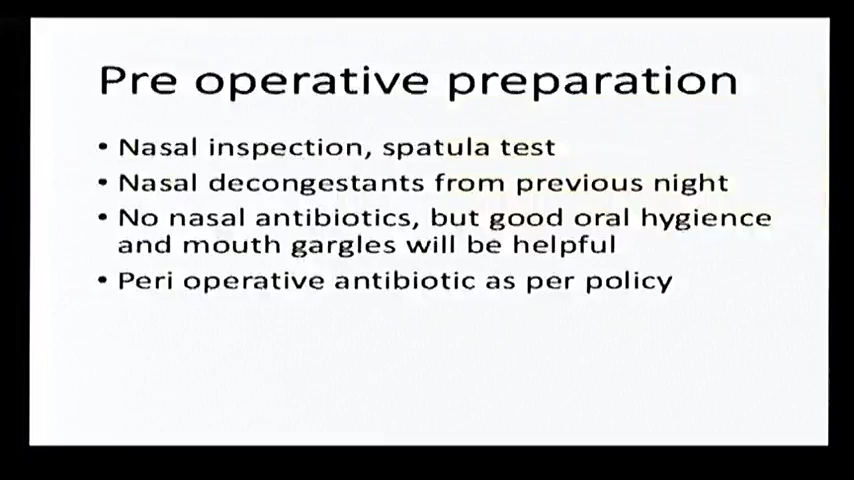 Pre operative preparation
• Nasal inspection, spatula test
• Nasal decongestants from previous night
• No nasal antibiotics, but good oral hygience
and mouth gargles will be helpful
• Peri operative antibiotic as per policy